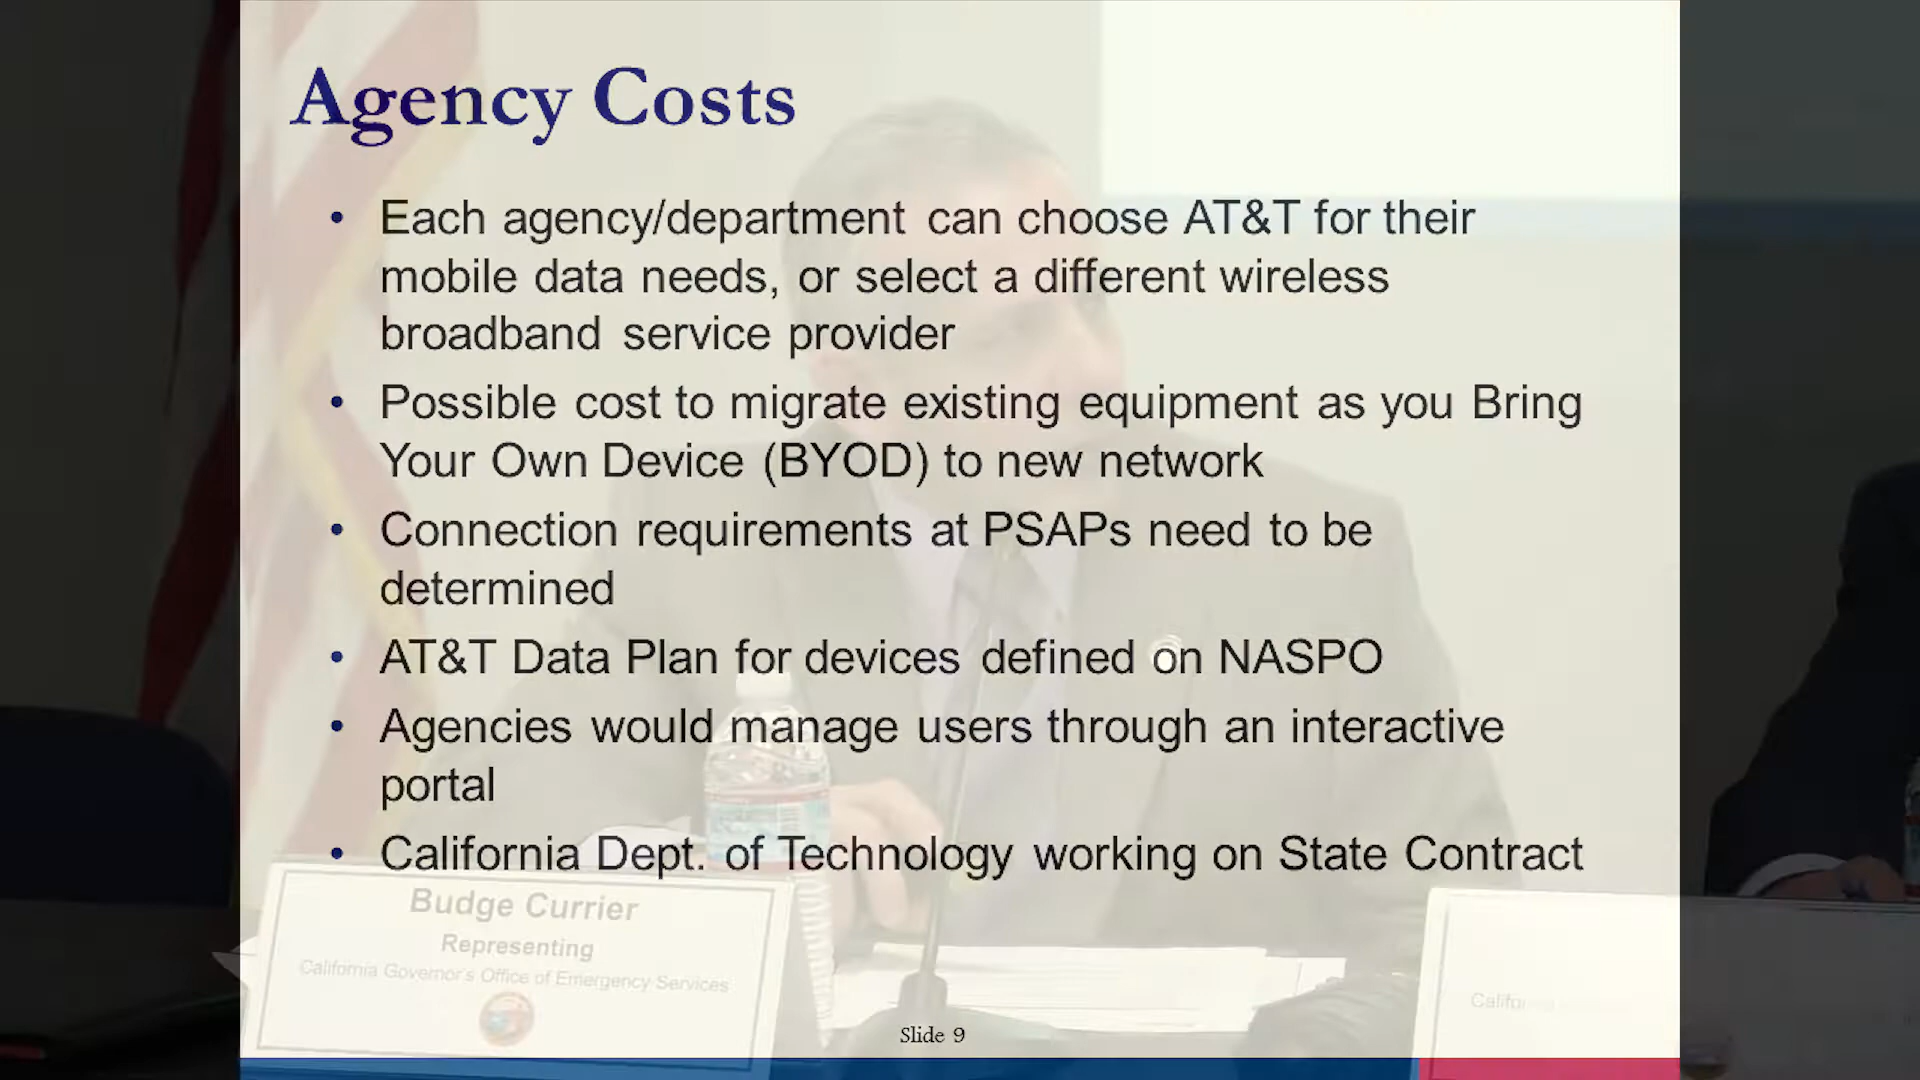 Agency Costs
• Each agency/department can choose AT&T for their
mobile data needs, or select a different wireless
broadband service provider
• Possible cost to migrate existing equipment as you Bring
Your Own Device (BYOD) to new network
• Connection requirements at PSAPs need to be
determined
• AT&T Data Plan for devices defined on NASPO
• Agencies would manage users through an interactive
portal
• California Dept. of Technology working on State Contract
Budge Currier
Representing
California Governor's Office of Emergency Services
Slide 9